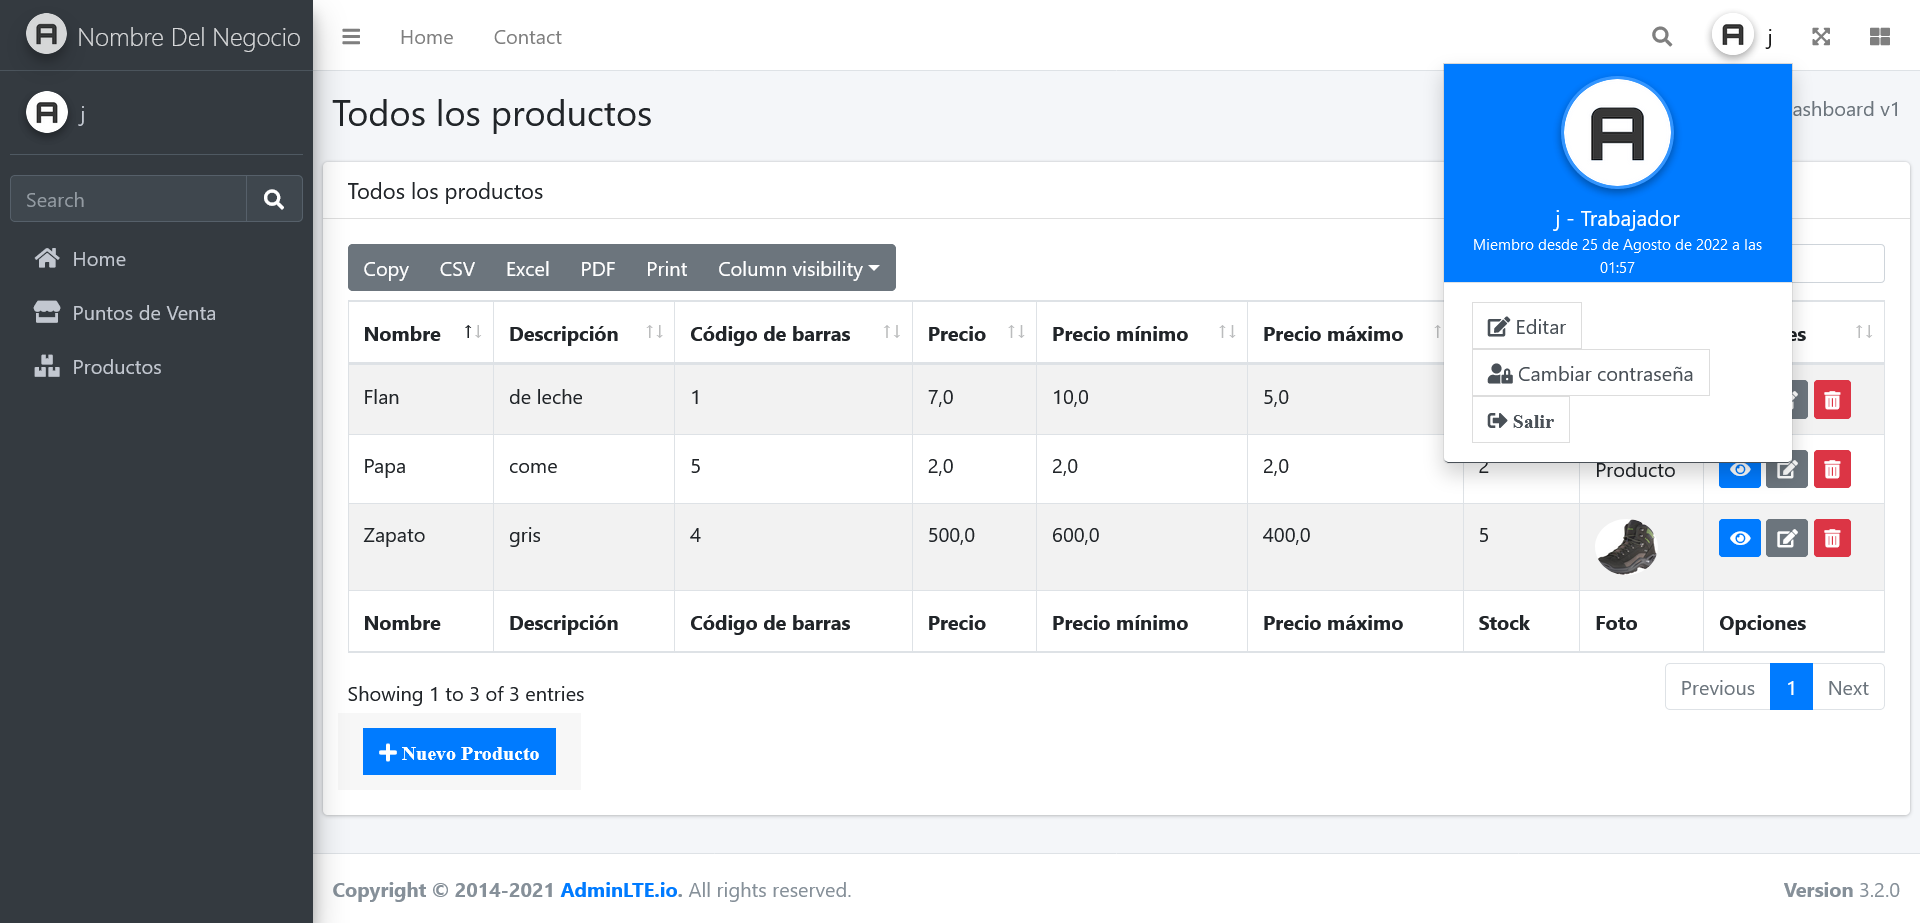 Nombre Del Negocio
Home
Contact
j
j
Search
Home
Puntos de Venta
Productos
Todos los productos
ashboard v1
j - Trabajador
Miembro desde 25 de Agosto de 2022 a las
01:57
Editar
Cambiar contraseña
Salir
Todos los productos
Copy CSV Excel PDF Print Column visibility
Nombre Descripción Código de barras Precio Precio mínimo Precio máximo es
Flan de leche 1 7,0 10,0 5,0
Papa come 5 2,0 2,0 2,0 2 Producto
Zapato gris 4 500,0 600,0 400,0 5
Nombre Descripción Código de barras Precio Precio mínimo Precio máximo Stock Foto Opciones
Showing 1 to 3 of 3 entries
Previous 1 Next
Nuevo Producto
Copyright © 2014-2021 AdminLTE.io. All rights reserved.
Version 3.2.0